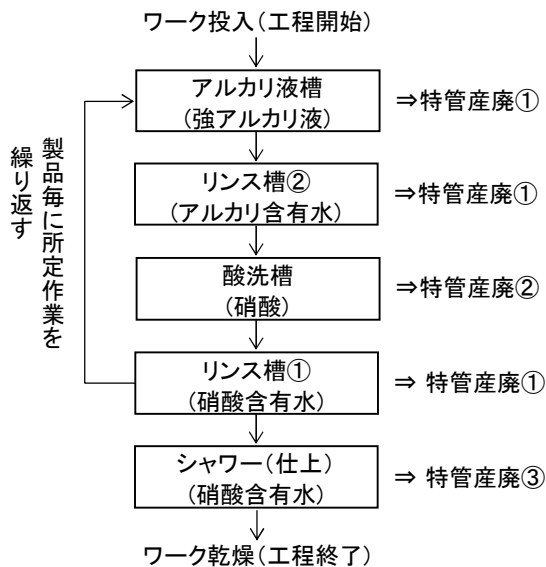 ワーク投入(工程開始)
アルカリ液槽
(強アルカリ液)
⇒特管産廃①
リンス槽②
(アルカリ含有水)
⇒特管産廃①
製品毎に所定作業を
繰り返す
酸洗槽
(硝酸)
⇒特管産廃②
リンス槽①
(硝酸含有水)
⇒ 特管産廃①
シャワー(仕上)
(硝酸含有水)
⇒ 特管産廃③
ワーク乾燥(工程終了)